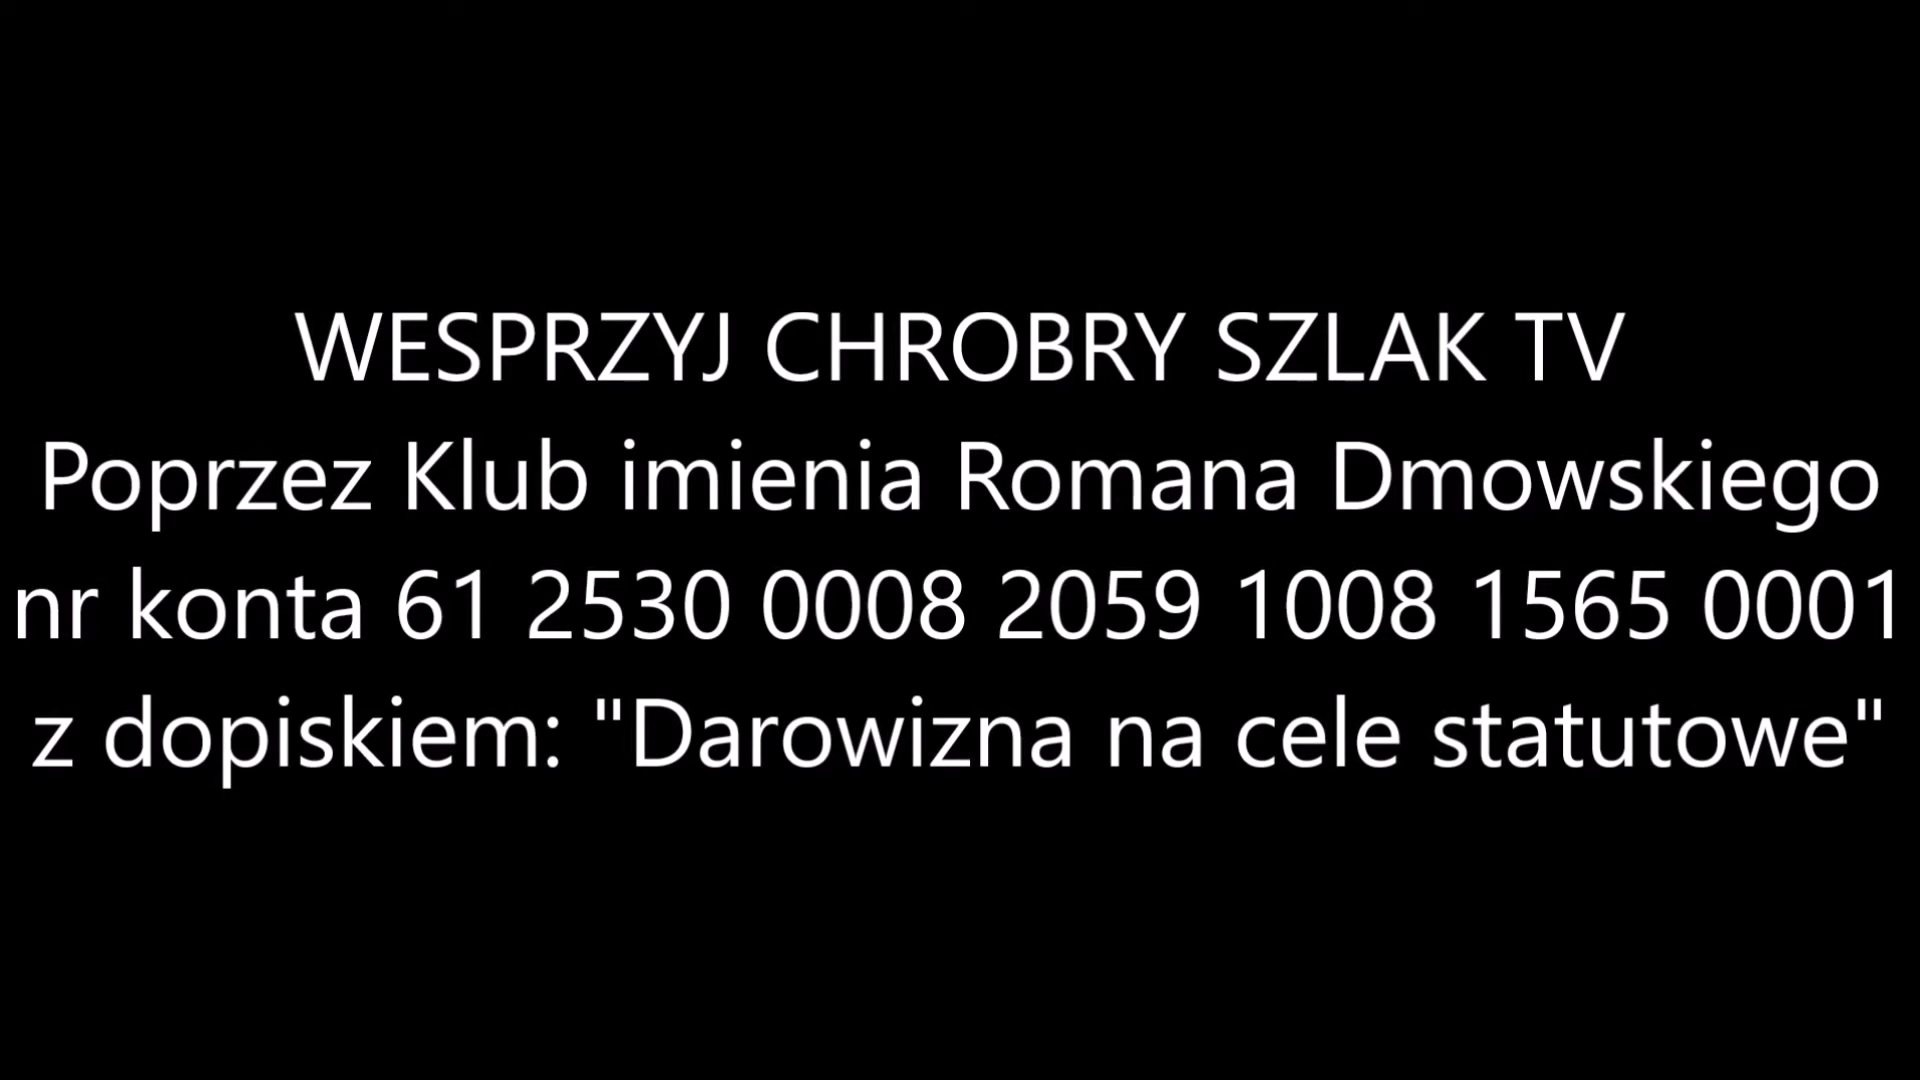 WESPRZYJ CHROBRY SZLAK TV
Poprzez Klub imienia Romana Dmowskiego
nr konta 61 2530 0008 2059 1008 1565 0001
z dopiskiem: "Darowizna na cele statutowe"